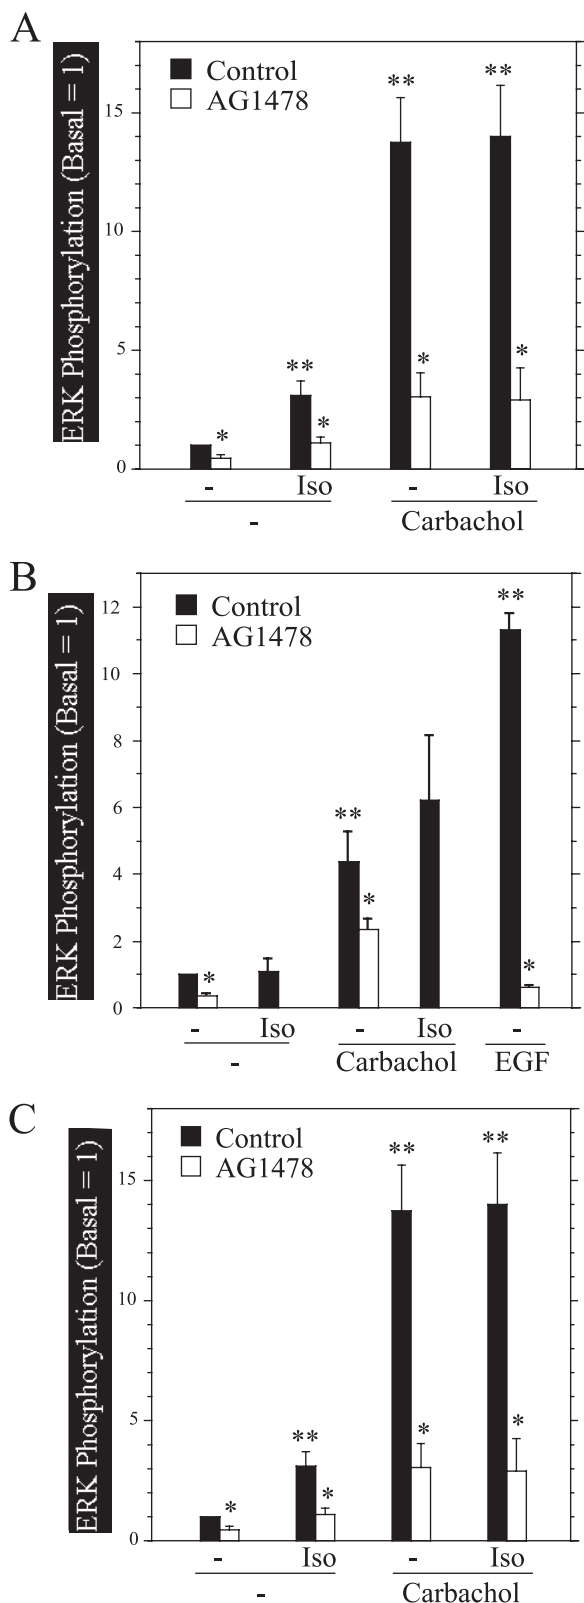 A
ERK Phosphorylation (Basal = 1)
Control
AG1478
15
10
5
0
** **
* **
* * *
- Iso - Iso
- Carbachol
B
ERK Phosphorylation (Basal = 1)
Control
AG1478
12
10
8
6
4
2
0
**
**
*
* *
- Iso - Iso -
- Carbachol EGF
C
ERK Phosphorylation (Basal = 1)
Control
AG1478
15
10
5
0
** **
** * *
* *
- Iso - Iso
- Carbachol